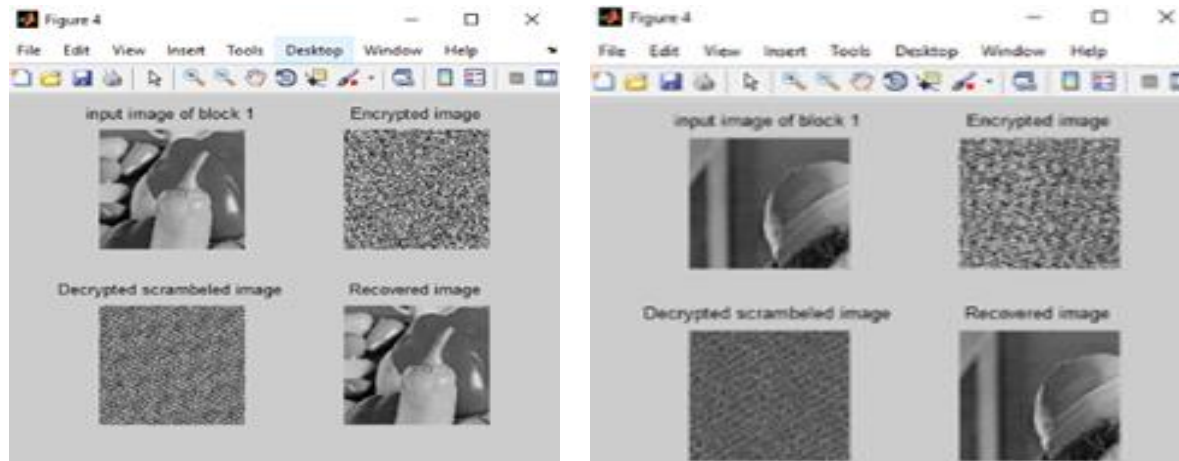 Figure 4
File Edit View Insert Tools Desktop Window Help
input image of block 1 Encrypted image
Decrypted scrambeled image Recovered image
Figure 4
File Edit View Insert Tools Desktop Window Help
input image of block 1 Encrypted image
Decrypted scrambeled image Recovered image